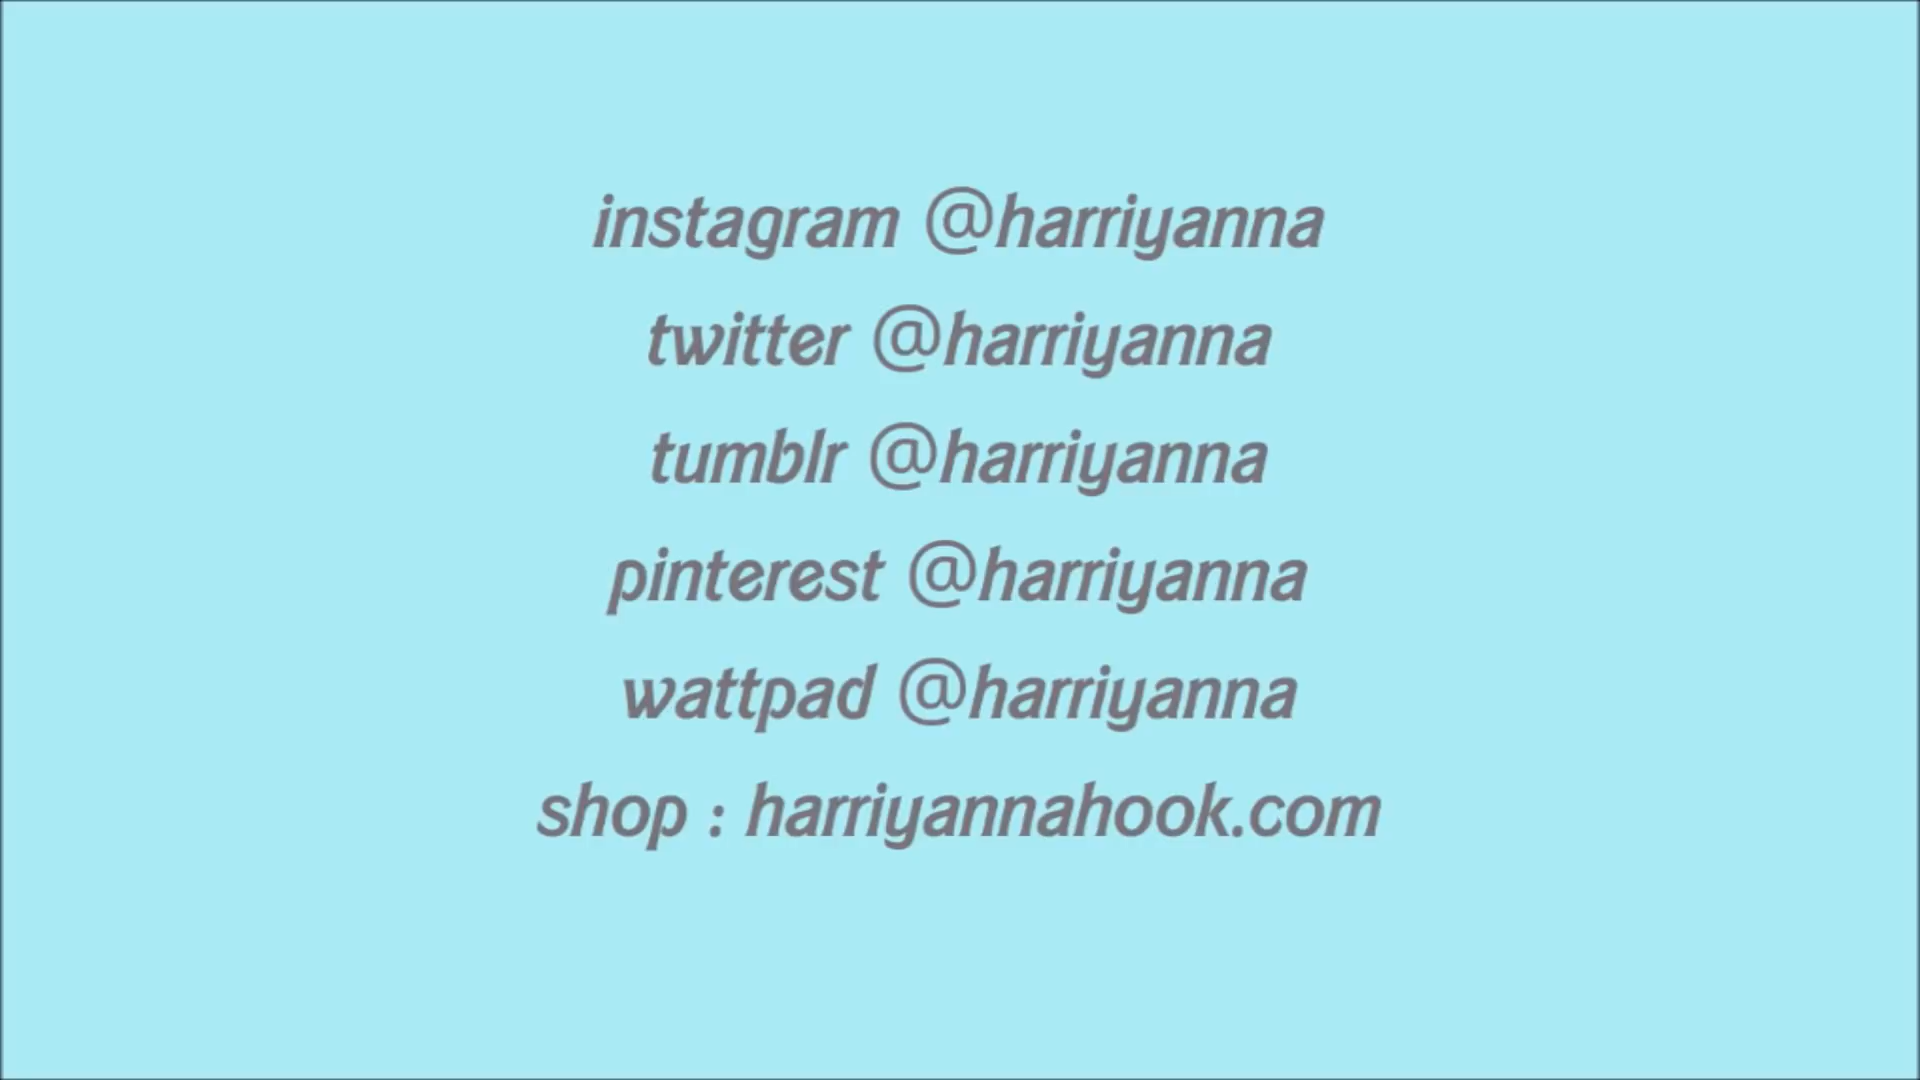 instagram @harriyanna
twitter @harriyanna
tumblr @harriyanna
pinterest @harriyanna
wattpad @harriyanna
shop : harriyannahook.com